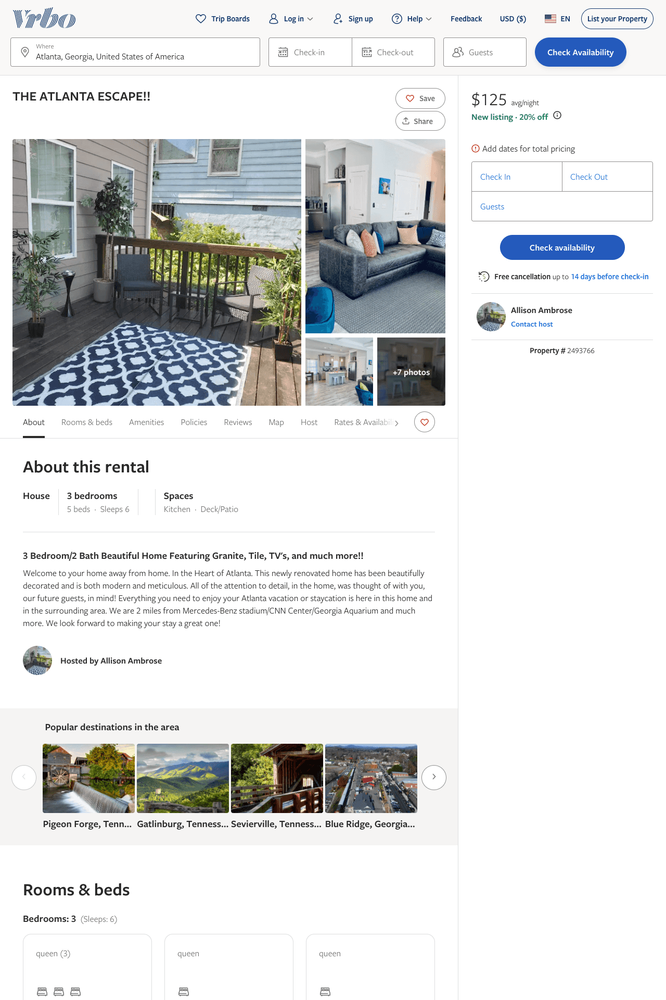 Vrbo
Trip Boards
Log in
Sign up
Help
Feedback
USD ($)
EN
List your Property
Where
Atlanta, Georgia, United States of America
Check-in
Check-out
Guests
Check Availability
THE ATLANTA ESCAPE!!
Save
Share
+7 photos
$125 avg/night
New listing · 20% off
Add dates for total pricing
Check In
Check Out
Guests
Check availability
Free cancellation up to 14 days before check-in
Allison Ambrose
Contact host
Property # 2493766
About
Rooms & beds
Amenities
Policies
Reviews
Map
Host
Rates & Availabili
About this rental
House
3 bedrooms
5 beds · Sleeps 6
Spaces
Kitchen · Deck/Patio
3 Bedroom/2 Bath Beautiful Home Featuring Granite, Tile, TV's, and much more!!
Welcome to your home away from home. In the Heart of Atlanta. This newly renovated home has been beautifully
decorated and is both modern and meticulous. All of the attention to detail, in the home, was thought of with you,
our future guests, in mind! Everything you need to enjoy your Atlanta vacation or staycation is here in this home and
in the surrounding area. We are 2 miles from Mercedes-Benz stadium/CNN Center/Georgia Aquarium and much
more. We look forward to making your stay a great one!
Hosted by Allison Ambrose
Popular destinations in the area
Pigeon Forge, Tenn...
Gatlinburg, Tenness...
Sevierville, Tenness...
Blue Ridge, Georgia...
Rooms & beds
Bedrooms: 3 (Sleeps: 6)
queen (3)
queen
queen